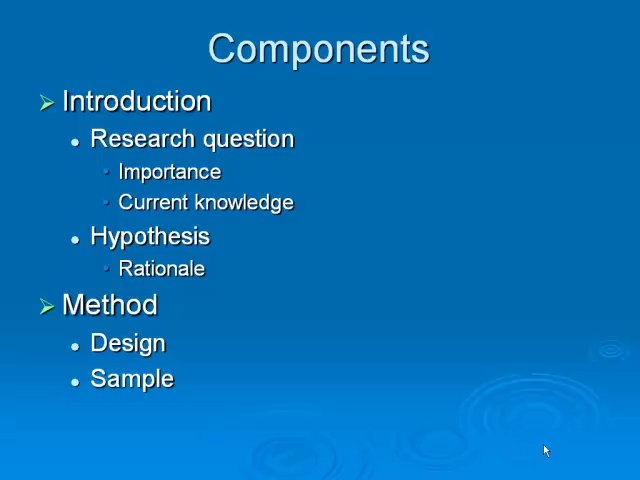 Components
Introduction
Research question
Importance
Current knowledge
Hypothesis
Rationale
Method
Design
Sample